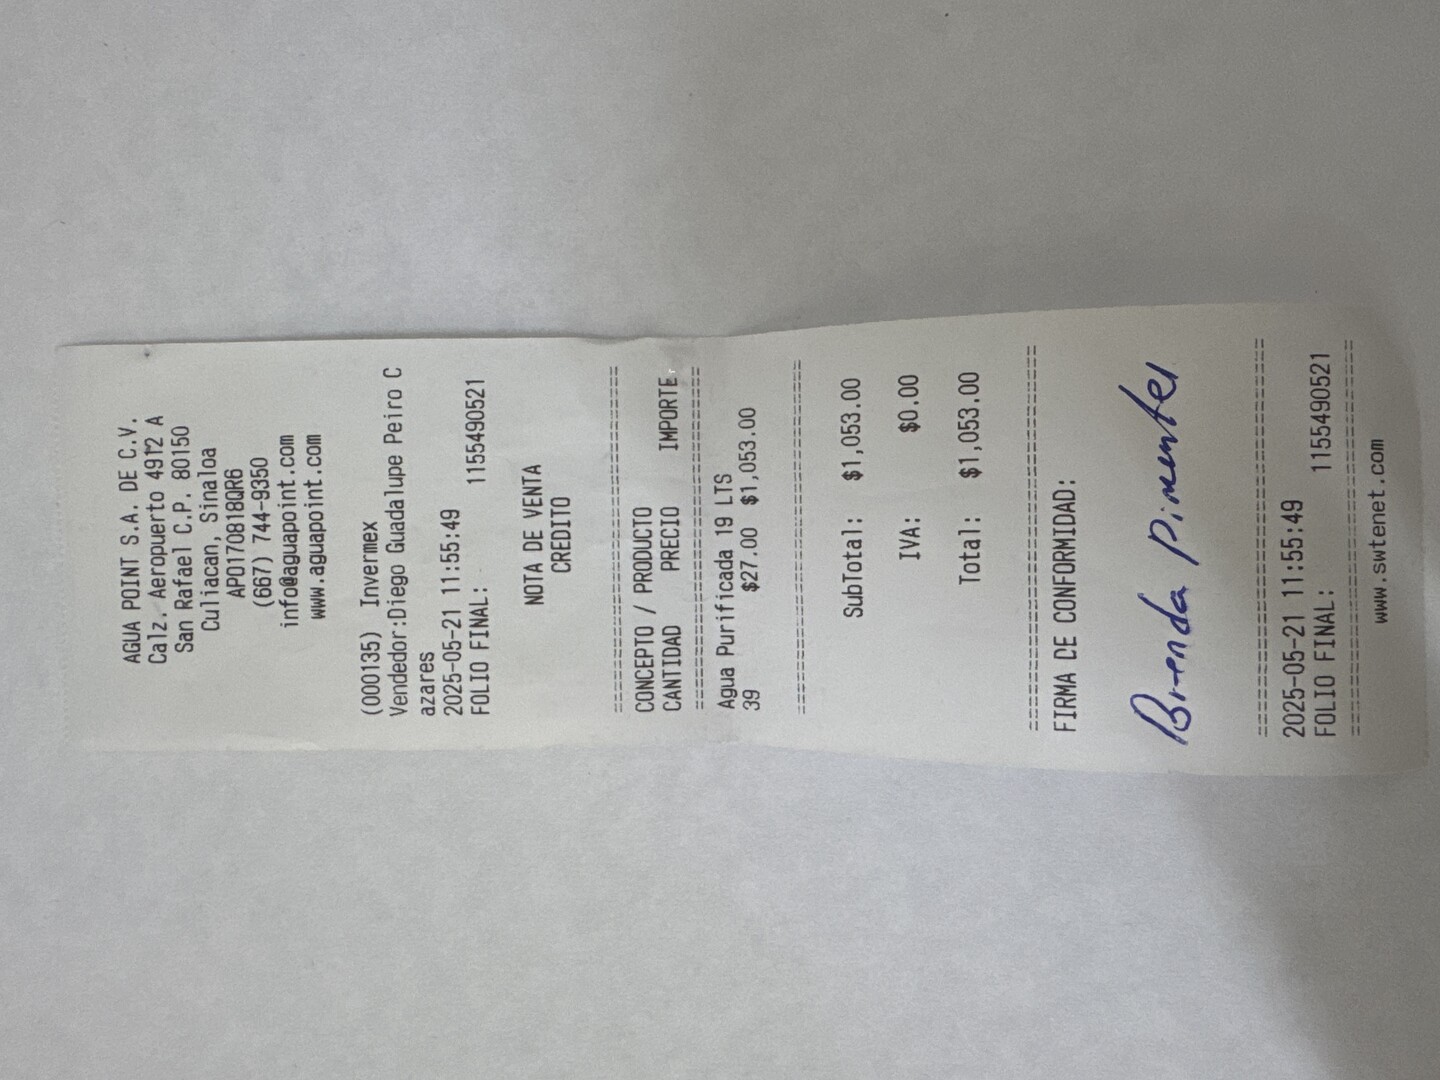 AGUA POINT S.A. DE C.V.
Calz. Aeropuerto 4912 A
San Rafael C.P. 80150
Culiacan, Sinaloa
APO170818QR6
(667) 744-9350
info@aguapoint.com
www.aguapoint.com
(000135) Invermex
Vendedor:Diego Guadalupe Peiro C
azares
2025-05-21 11:55:49
FOLIO FINAL: 1155490521
NOTA DE VENTA
CREDITO
================================
CONCEPTO / PRODUCTO
CANTIDAD PRECIO IMPORTE
================================
Agua Purificada 19 LTS
39 $27.00 $1,053.00
================================
SubTotal: $1,053.00
IVA: $0.00
Total: $1,053.00
================================
FIRMA DE CONFORMIDAD:
Brenda Pimentel
================================
2025-05-21 11:55:49
FOLIO FINAL: 1155490521
================================
www.swtenet.com